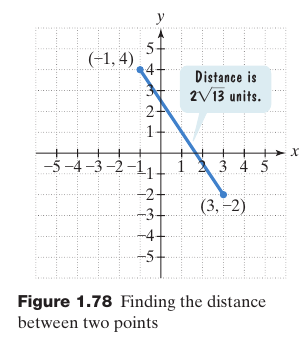 y
5
(−1, 4)
4
3
Distance is
2√13 units.
2
1
x
−5 −4 −3 −2 −1
1 2 3 4 5
−1
−2
(3, −2)
−3
−4
−5
Figure 1.78 Finding the distance
between two points